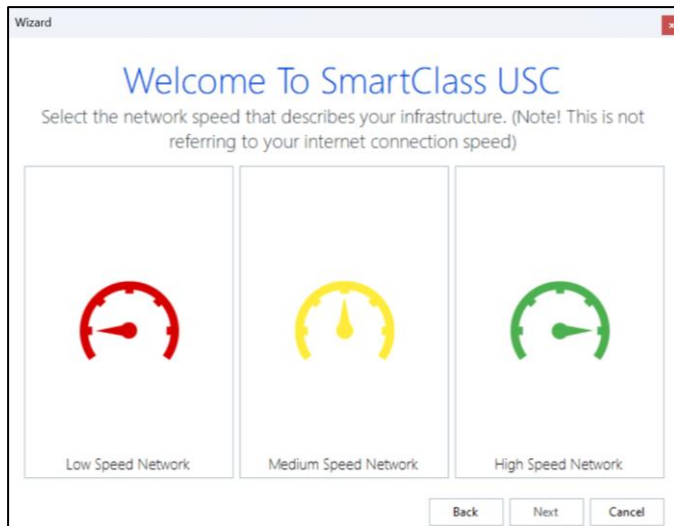 Wizard
Welcome To SmartClass USC
Select the network speed that describes your infrastructure. (Note! This is not
referring to your internet connection speed)
Low Speed Network
Medium Speed Network
High Speed Network
Back
Next
Cancel